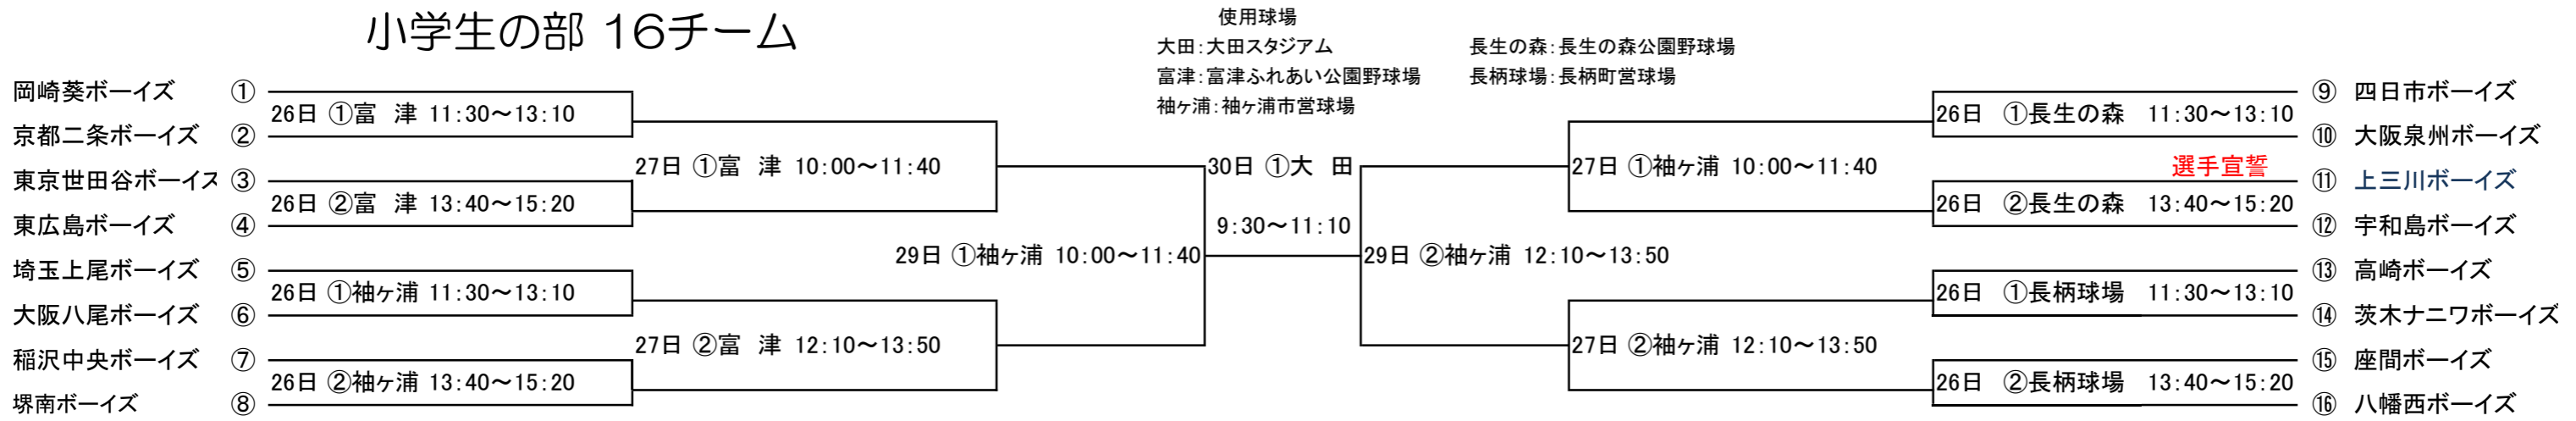 小学生の部 16チーム
使用球場
大田：大田スタジアム
長生の森：長生の森公園野球場
富津：富津ふれあい公園野球場
長柄球場：長柄町営球場
袖ヶ浦：袖ヶ浦市営球場
岡崎葵ボーイズ ①
26日 ①富　津 11：30～13：10
京都二条ボーイズ ②
27日 ①富　津 10：00～11：40
東京世田谷ボーイズ ③
26日 ②富　津 13：40～15：20
東広島ボーイズ ④
29日 ①袖ヶ浦 10：00～11：40
埼玉上尾ボーイズ ⑤
26日 ①袖ヶ浦 11：30～13：10
大阪八尾ボーイズ ⑥
27日 ②富　津 12：10～13：50
稲沢中央ボーイズ ⑦
26日 ②袖ヶ浦 13：40～15：20
堺南ボーイズ ⑧
30日 ①大　田
9：30～11：10
⑨ 四日市ボーイズ
26日　①長生の森　11：30～13：10
⑩ 大阪泉州ボーイズ
27日 ①袖ヶ浦 10：00～11：40
選手宣誓
⑪ 上三川ボーイズ
26日　②長生の森　13：40～15：20
⑫ 宇和島ボーイズ
29日 ②袖ヶ浦 12：10～13：50
⑬ 高崎ボーイズ
26日　①長柄球場　11：30～13：10
⑭ 茨木ナニワボーイズ
27日 ②袖ヶ浦 12：10～13：50
⑮ 座間ボーイズ
26日　②長柄球場　13：40～15：20
⑯ 八幡西ボーイズ